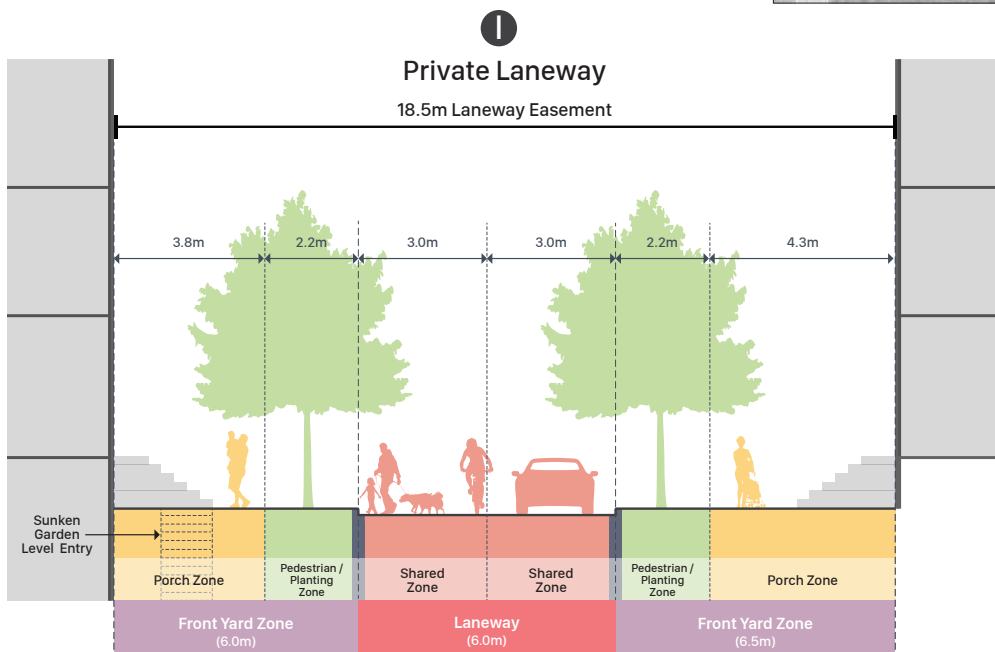 I
Private Laneway
18.5m Laneway Easement
3.8m
2.2m
3.0m
3.0m
2.2m
4.3m
Sunken
Garden
Level Entry
Porch Zone
Pedestrian /
Planting
Zone
Shared
Zone
Shared
Zone
Pedestrian /
Planting
Zone
Porch Zone
Front Yard Zone
(6.0m)
Laneway
(6.0m)
Front Yard Zone
(6.5m)